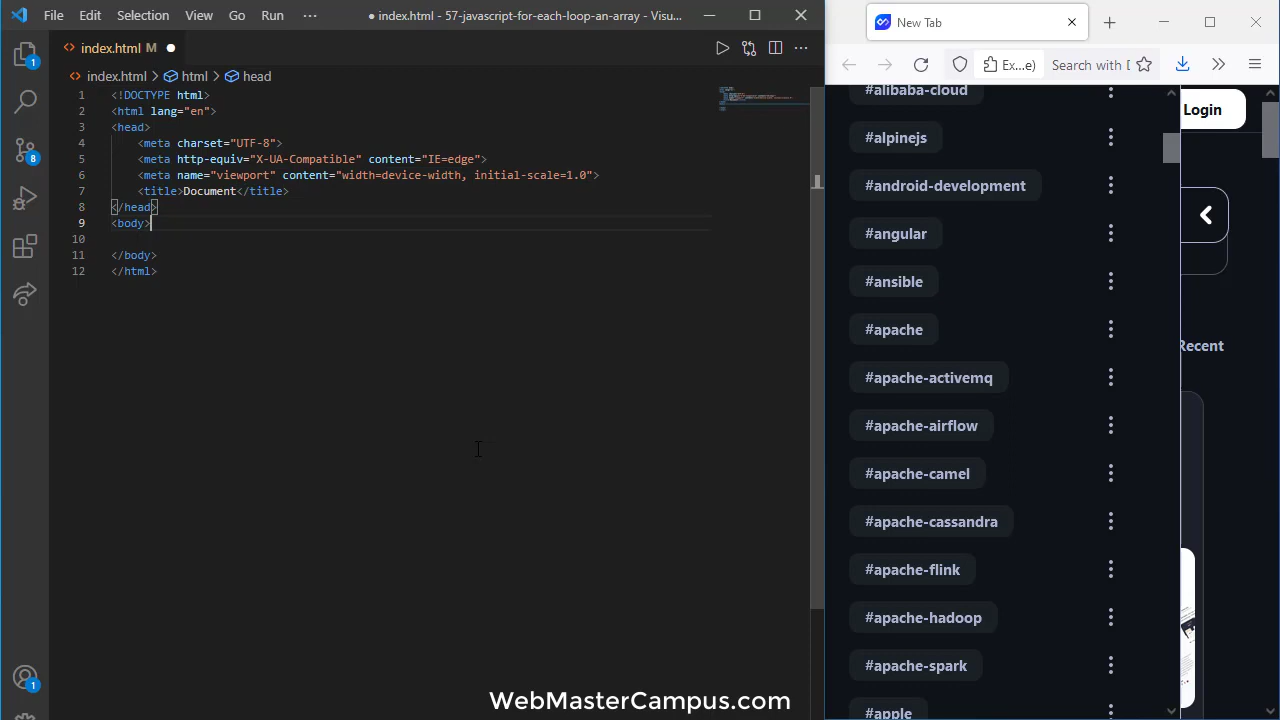 File Edit Selection View Go Run ··· ● index.html - 57-javascript-for-each-loop-an-array - Visu...
index.html M ●
index.html > html > head
1 <!DOCTYPE html>
2 <html lang="en">
3 <head>
4 <meta charset="UTF-8">
5 <meta http-equiv="X-UA-Compatible" content="IE=edge">
6 <meta name="viewport" content="width=device-width, initial-scale=1.0">
7 <title>Document</title>
8 </head>
9 <body>
10
11 </body>
12 </html>
1
8
1
WebMasterCampus.com
New Tab
Ex...e) Search with D
#alibaba-cloud
#alpinejs
#android-development
#angular
#ansible
#apache
#apache-activemq
#apache-airflow
#apache-camel
#apache-cassandra
#apache-flink
#apache-hadoop
#apache-spark
#apple
Login
Recent